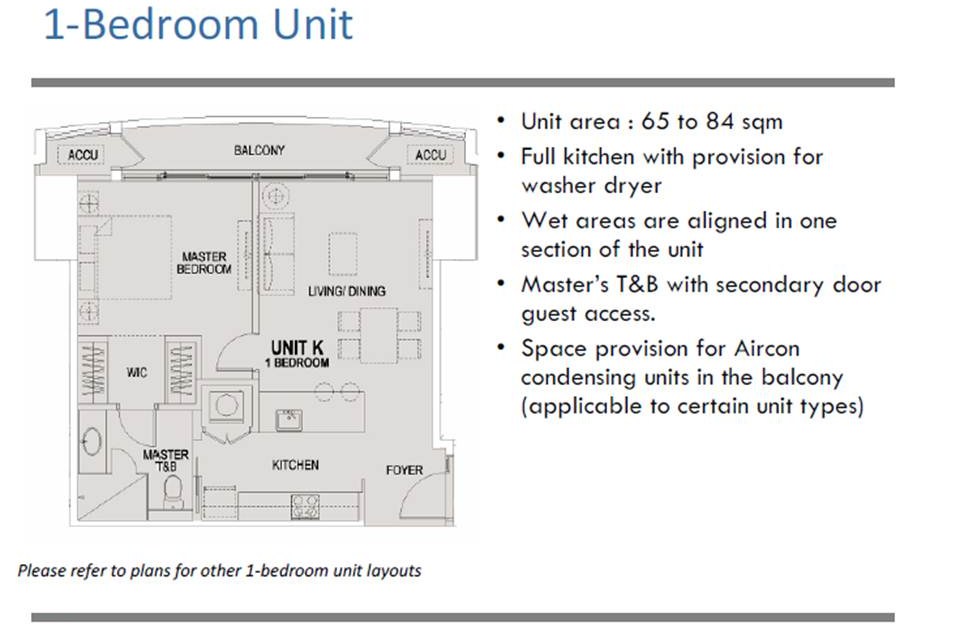 1-Bedroom Unit
ACCU
BALCONY
ACCU
MASTER
BEDROOM
LIVING/ DINING
UNIT K
1 BEDROOM
WIC
MASTER
T&B
KITCHEN
FOYER
• Unit area : 65 to 84 sqm
• Full kitchen with provision for
washer dryer
• Wet areas are aligned in one
section of the unit
• Master's T&B with secondary door
guest access.
• Space provision for Aircon
condensing units in the balcony
(applicable to certain unit types)
Please refer to plans for other 1-bedroom unit layouts